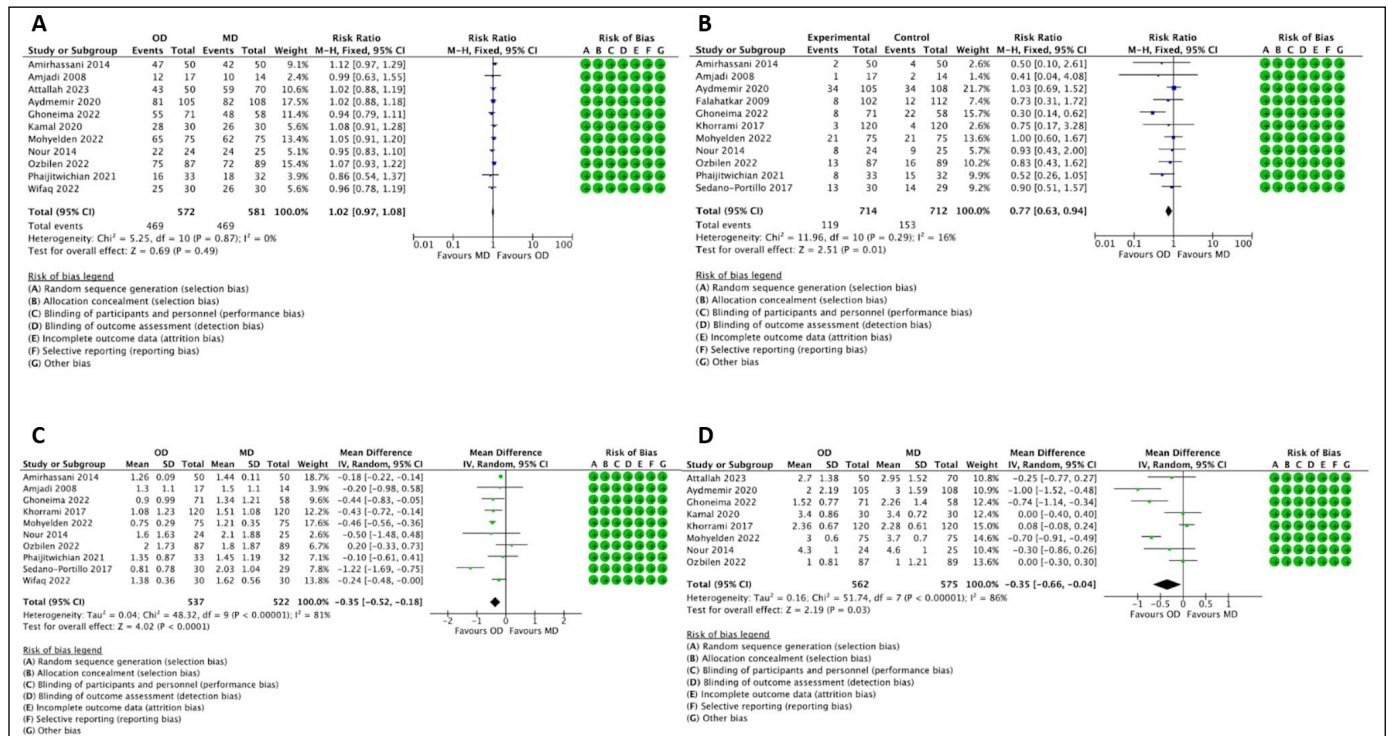 A
OD MD Risk Ratio Risk Ratio Risk of Bias
Study or Subgroup Events Total Events Total Weight M-H, Fixed, 95% CI M-H, Fixed, 95% CI A B C D E F G
Amirhassani 2014 47 50 42 50 9.1% 1.12 [0.97, 1.29]
Amjadi 2008 12 17 10 14 2.4% 0.99 [0.63, 1.55]
Attallah 2023 43 50 59 70 10.7% 1.02 [0.88, 1.19]
Aydmemir 2020 81 105 82 108 17.5% 1.02 [0.88, 1.18]
Ghoneima 2022 55 71 48 58 11.4% 0.94 [0.79, 1.11]
Kamal 2020 28 30 26 30 5.6% 1.08 [0.91, 1.28]
Mohyelden 2022 65 75 62 75 13.4% 1.05 [0.91, 1.20]
Nour 2014 22 24 24 25 5.1% 0.95 [0.83, 1.10]
Ozbilen 2022 75 87 72 89 15.4% 1.07 [0.93, 1.22]
Phaijitwichian 2021 16 33 18 32 3.9% 0.86 [0.54, 1.37]
Wifaq 2022 25 30 26 30 5.6% 0.96 [0.78, 1.19]
Total (95% CI) 572 581 100.0% 1.02 [0.97, 1.08]
Total events 469 469
Heterogeneity: Chi² = 5.25, df = 10 (P = 0.87); I² = 0%
Test for overall effect: Z = 0.69 (P = 0.49)
0.01 0.1 1 10 100
Favours MD Favours OD
Risk of bias legend
(A) Random sequence generation (selection bias)
(B) Allocation concealment (selection bias)
(C) Blinding of participants and personnel (performance bias)
(D) Blinding of outcome assessment (detection bias)
(E) Incomplete outcome data (attrition bias)
(F) Selective reporting (reporting bias)
(G) Other bias
B
Experimental Control Risk Ratio Risk Ratio Risk of Bias
Study or Subgroup Events Total Events Total Weight M-H, Fixed, 95% CI M-H, Fixed, 95% CI A B C D E F G
Amirhassani 2014 2 50 4 50 2.6% 0.50 [0.10, 2.61]
Amjadi 2008 1 17 2 14 1.4% 0.41 [0.04, 4.08]
Aydmemir 2020 34 105 34 108 21.7% 1.03 [0.69, 1.52]
Falahatkar 2009 8 102 12 112 7.4% 0.73 [0.31, 1.72]
Ghoneima 2022 8 71 22 58 15.7% 0.30 [0.14, 0.62]
Khorrami 2017 3 120 4 120 2.6% 0.75 [0.17, 3.28]
Mohyelden 2022 21 75 21 75 13.6% 1.00 [0.60, 1.67]
Nour 2014 8 24 9 25 5.7% 0.93 [0.43, 2.00]
Ozbilen 2022 13 87 16 89 10.3% 0.83 [0.43, 1.62]
Phaijitwichian 2021 8 33 15 32 9.9% 0.52 [0.26, 1.05]
Sedano-Portillo 2017 13 30 14 29 9.2% 0.90 [0.51, 1.57]
Total (95% CI) 714 712 100.0% 0.77 [0.63, 0.94]
Total events 119 153
Heterogeneity: Chi² = 11.96, df = 10 (P = 0.29); I² = 16%
Test for overall effect: Z = 2.51 (P = 0.01)
0.01 0.1 1 10 100
Favours OD Favours MD
Risk of bias legend
(A) Random sequence generation (selection bias)
(B) Allocation concealment (selection bias)
(C) Blinding of participants and personnel (performance bias)
(D) Blinding of outcome assessment (detection bias)
(E) Incomplete outcome data (attrition bias)
(F) Selective reporting (reporting bias)
(G) Other bias
C
OD MD Mean Difference Mean Difference Risk of Bias
Study or Subgroup Mean SD Total Mean SD Total Weight IV, Random, 95% CI IV, Random, 95% CI A B C D E F G
Amirhassani 2014 1.26 0.09 50 1.44 0.11 50 18.7% -0.18 [-0.22, -0.14]
Amjadi 2008 1.3 1.1 17 1.5 1.1 14 3.9% -0.20 [-0.98, 0.58]
Ghoneima 2022 0.9 0.99 71 1.34 1.21 58 9.6% -0.44 [-0.83, -0.05]
Khorrami 2017 1.08 1.23 120 1.51 1.08 120 12.2% -0.43 [-0.72, -0.14]
Mohyelden 2022 0.75 0.29 75 1.21 0.35 75 17.2% -0.46 [-0.56, -0.36]
Nour 2014 1.6 1.63 24 2.1 1.88 25 2.6% -0.50 [-1.48, 0.48]
Ozbilen 2022 2 1.73 87 1.8 1.87 89 7.2% 0.20 [-0.33, 0.73]
Phaijitwichian 2021 1.35 0.87 33 1.45 1.19 32 7.5% -0.10 [-0.61, 0.41]
Sedano-Portillo 2017 0.81 0.78 30 2.03 1.04 29 8.2% -1.22 [-1.69, -0.75]
Wifaq 2022 1.38 0.36 30 1.62 0.56 30 13.8% -0.24 [-0.48, -0.00]
Total (95% CI) 537 522 100.0% -0.35 [-0.52, -0.18]
Heterogeneity: Tau² = 0.04; Chi² = 48.32, df = 9 (P < 0.00001); I² = 81%
Test for overall effect: Z = 4.02 (P < 0.0001)
-2 -1 0 1 2
Favours OD Favours MD
Risk of bias legend
(A) Random sequence generation (selection bias)
(B) Allocation concealment (selection bias)
(C) Blinding of participants and personnel (performance bias)
(D) Blinding of outcome assessment (detection bias)
(E) Incomplete outcome data (attrition bias)
(F) Selective reporting (reporting bias)
(G) Other bias
D
OD MD Mean Difference Mean Difference Risk of Bias
Study or Subgroup Mean SD Total Mean SD Total Weight IV, Random, 95% CI IV, Random, 95% CI A B C D E F G
Attallah 2023 2.7 1.38 50 2.95 1.52 70 10.8% -0.25 [-0.77, 0.27]
Aydmemir 2020 2 2.19 105 3 1.59 108 10.8% -1.00 [-1.52, -0.48]
Ghoneima 2022 1.52 0.77 71 2.26 1.4 58 12.1% -0.74 [-1.14, -0.34]
Kamal 2020 3.4 0.86 30 3.4 0.72 30 12.1% 0.00 [-0.40, 0.40]
Khorrami 2017 2.36 0.67 120 2.28 0.61 120 15.2% 0.08 [-0.08, 0.24]
Mohyelden 2022 3 0.6 75 3.7 0.7 75 14.8% -0.70 [-0.91, -0.49]
Nour 2014 4.3 1 24 4.6 1 25 10.3% -0.30 [-0.86, 0.26]
Ozbilen 2022 1 0.81 87 1 1.21 89 13.6% 0.00 [-0.30, 0.30]
Total (95% CI) 562 575 100.0% -0.35 [-0.66, -0.04]
Heterogeneity: Tau² = 0.16; Chi² = 51.74, df = 7 (P < 0.00001); I² = 86%
Test for overall effect: Z = 2.19 (P = 0.03)
-1 -0.5 0 0.5 1
Favours OD Favours MD
Risk of bias legend
(A) Random sequence generation (selection bias)
(B) Allocation concealment (selection bias)
(C) Blinding of participants and personnel (performance bias)
(D) Blinding of outcome assessment (detection bias)
(E) Incomplete outcome data (attrition bias)
(F) Selective reporting (reporting bias)
(G) Other bias